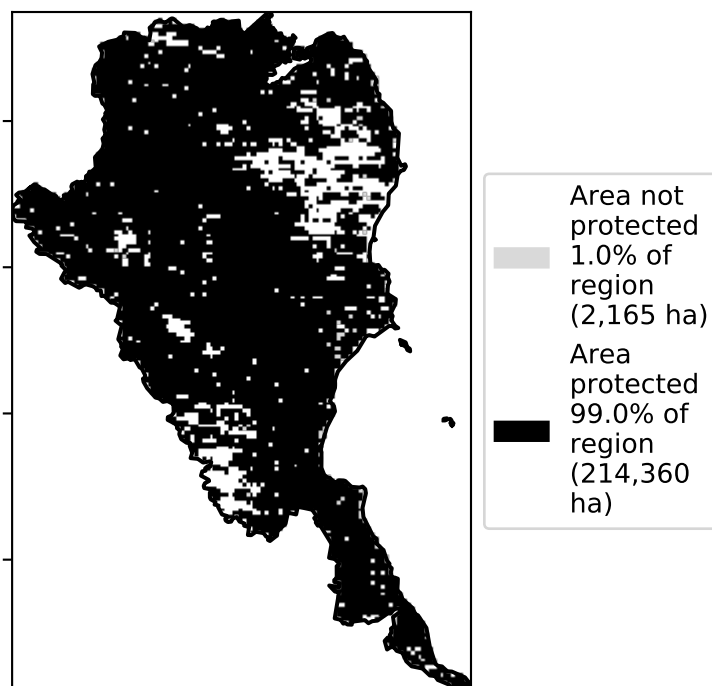 Area not
protected
1.0% of
region
(2,165 ha)
Area
protected
99.0% of
region
(214,360
ha)